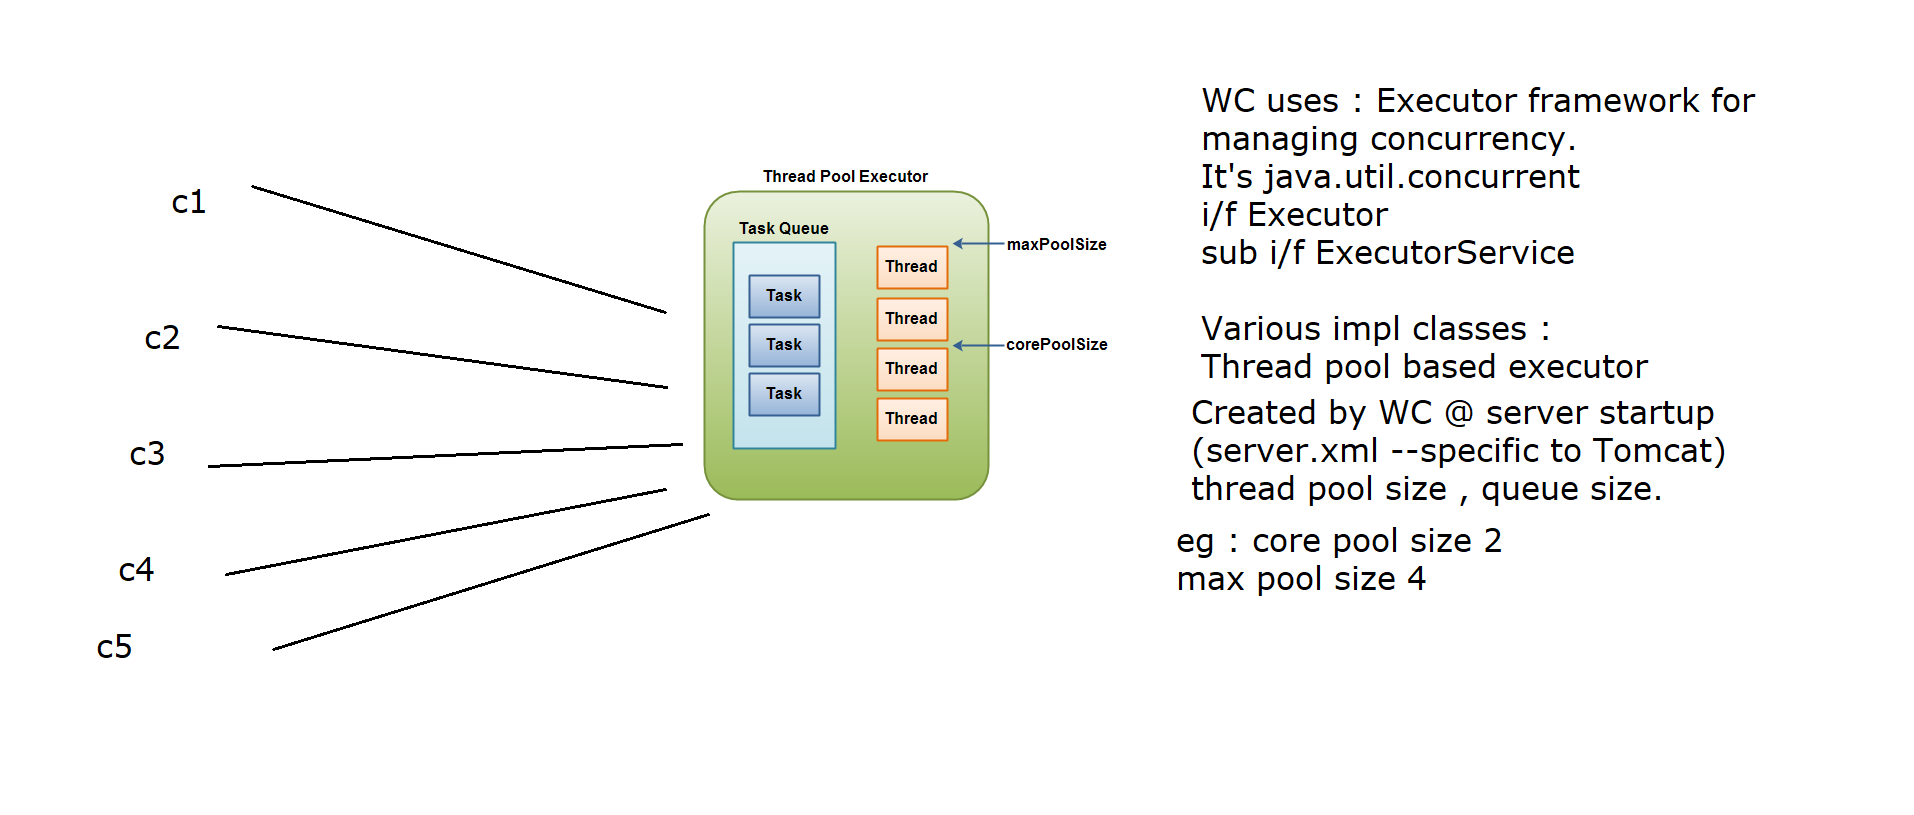 c1
c2
c3
c4
c5
Thread Pool Executor
Task Queue
Task
Task
Task
Thread
Thread
Thread
Thread
maxPoolSize
corePoolSize
WC uses : Executor framework for
managing concurrency.
It's java.util.concurrent
i/f Executor
sub i/f ExecutorService
Various impl classes :
Thread pool based executor
Created by WC @ server startup
(server.xml --specific to Tomcat)
thread pool size , queue size.
eg : core pool size 2
max pool size 4